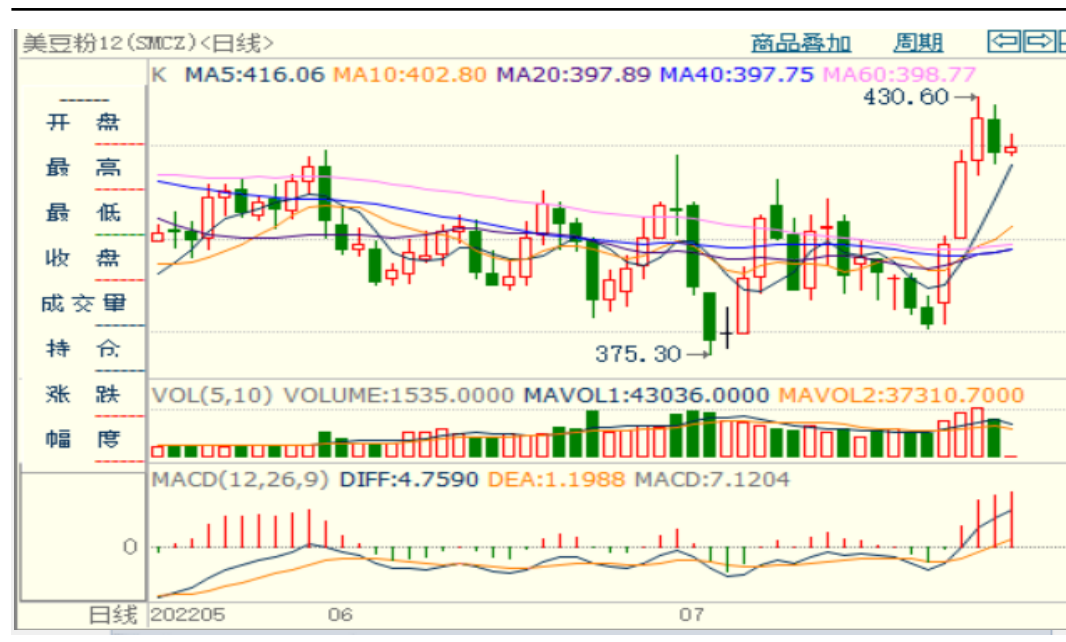 美豆粉12(SMCZ)<日线> 商品叠加 周期
K MA5:416.06 MA10:402.80 MA20:397.89 MA40:397.75 MA60:398.77
430.60
开 盘
最 高
最 低
收 盘
成交量
持 仓
375.30
涨 跌
VOL(5,10) VOLUME:1535.0000 MAVOL1:43036.0000 MAVOL2:37310.7000
幅 度
MACD(12,26,9) DIFF:4.7590 DEA:1.1988 MACD:7.1204
0
日线 202205 06 07